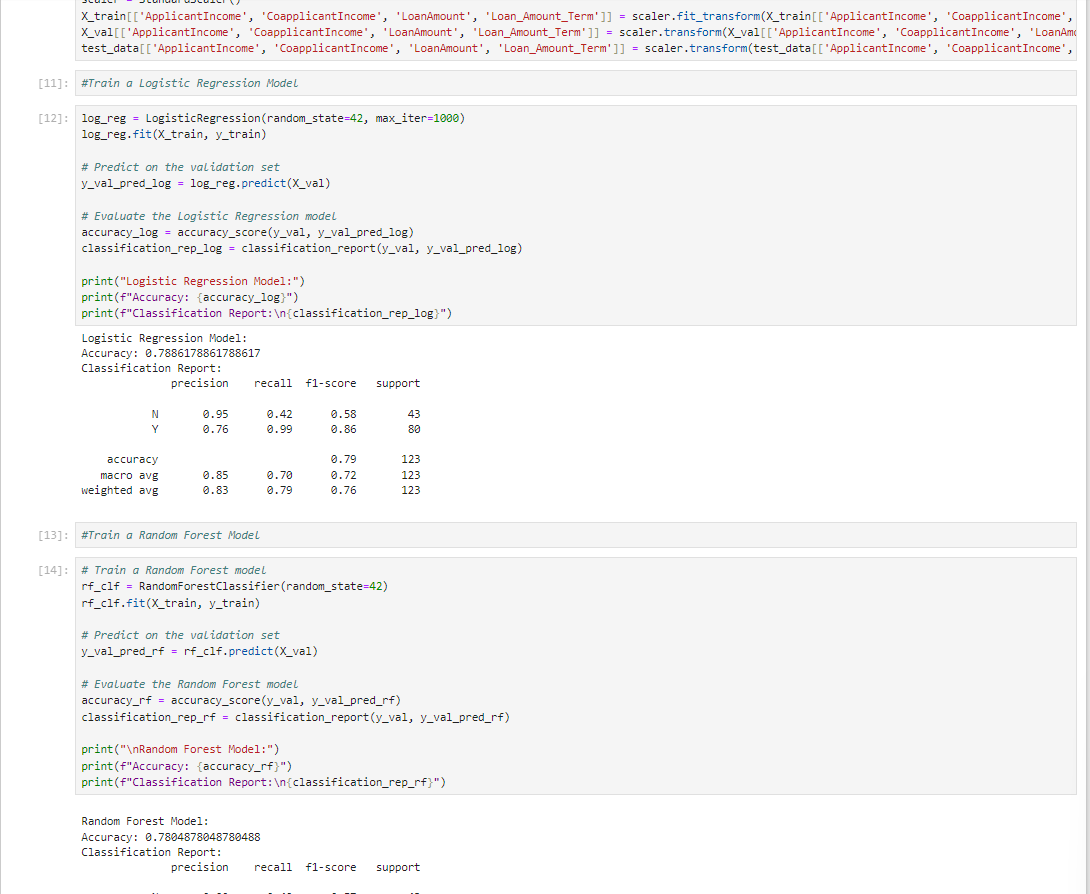 scaler = StandardScaler()
X_train[['ApplicantIncome', 'CoapplicantIncome', 'LoanAmount', 'Loan_Amount_Term']] = scaler.fit_transform(X_train[['ApplicantIncome', 'CoapplicantIncome',
X_val[['ApplicantIncome', 'CoapplicantIncome', 'LoanAmount', 'Loan_Amount_Term']] = scaler.transform(X_val[['ApplicantIncome', 'CoapplicantIncome', 'LoanAmo
test_data[['ApplicantIncome', 'CoapplicantIncome', 'LoanAmount', 'Loan_Amount_Term']] = scaler.transform(test_data[['ApplicantIncome', 'CoapplicantIncome',
[11]: #Train a Logistic Regression Model
[12]: log_reg = LogisticRegression(random_state=42, max_iter=1000)
log_reg.fit(X_train, y_train)
# Predict on the validation set
y_val_pred_log = log_reg.predict(X_val)
# Evaluate the Logistic Regression model
accuracy_log = accuracy_score(y_val, y_val_pred_log)
classification_rep_log = classification_report(y_val, y_val_pred_log)
print("Logistic Regression Model:")
print(f"Accuracy: {accuracy_log}")
print(f"Classification Report:\n{classification_rep_log}")
Logistic Regression Model:
Accuracy: 0.7886178861788617
Classification Report:
precision recall f1-score support
N 0.95 0.42 0.58 43
Y 0.76 0.99 0.86 80
accuracy 0.79 123
macro avg 0.85 0.70 0.72 123
weighted avg 0.83 0.79 0.76 123
[13]: #Train a Random Forest Model
[14]: # Train a Random Forest model
rf_clf = RandomForestClassifier(random_state=42)
rf_clf.fit(X_train, y_train)
# Predict on the validation set
y_val_pred_rf = rf_clf.predict(X_val)
# Evaluate the Random Forest model
accuracy_rf = accuracy_score(y_val, y_val_pred_rf)
classification_rep_rf = classification_report(y_val, y_val_pred_rf)
print("\nRandom Forest Model:")
print(f"Accuracy: {accuracy_rf}")
print(f"Classification Report:\n{classification_rep_rf}")
Random Forest Model:
Accuracy: 0.7804878048780488
Classification Report:
precision recall f1-score support